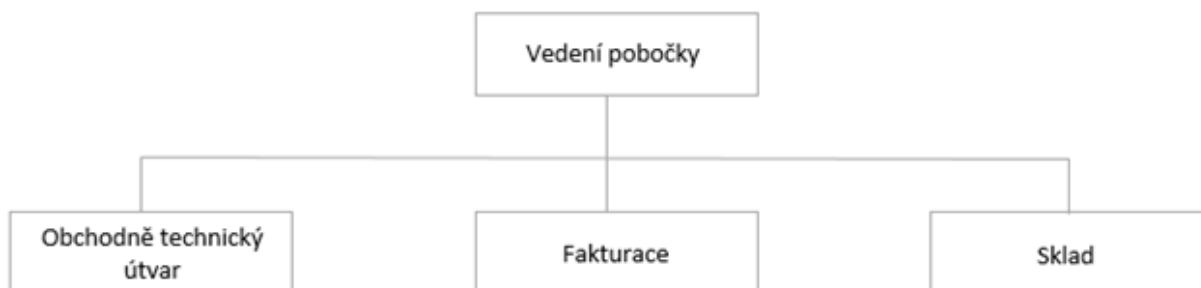 Vedení pobočky
Obchodně technický
útvar
Fakturace
Sklad